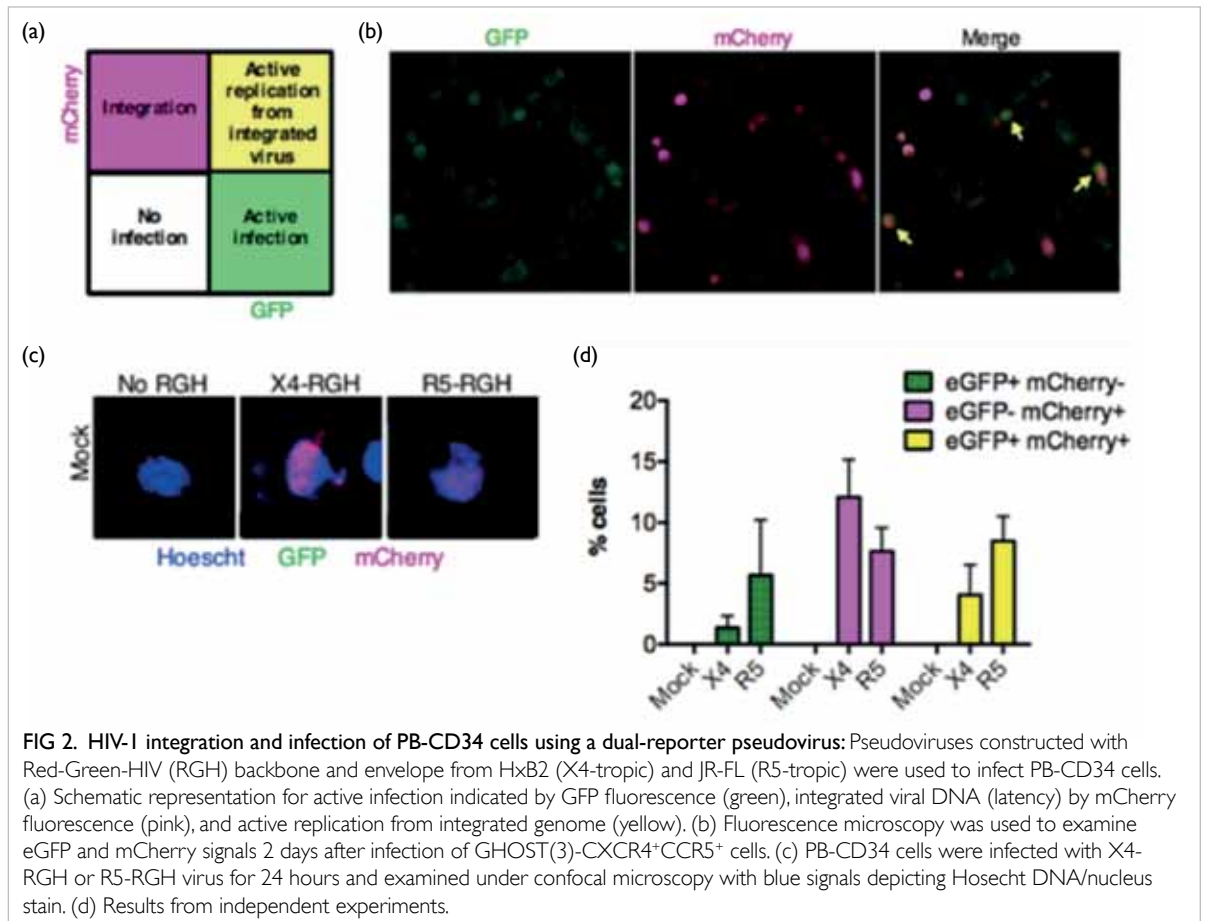 (a)
mCherry
Integration
Active
replication
from
integrated
virus
No
infection
Active
infection
GFP
(b)
GFP
mCherry
Merge
(c)
No RGH
X4-RGH
R5-RGH
Mock
Hoescht GFP mCherry
(d)
eGFP+ mCherry-
eGFP- mCherry+
eGFP+ mCherry+
% cells
20
15
10
5
0
Mock X4 R5 Mock X4 R5 Mock X4 R5
FIG 2. HIV-1 integration and infection of PB-CD34 cells using a dual-reporter pseudovirus: Pseudoviruses constructed with
Red-Green-HIV (RGH) backbone and envelope from HxB2 (X4-tropic) and JR-FL (R5-tropic) were used to infect PB-CD34 cells.
(a) Schematic representation for active infection indicated by GFP fluorescence (green), integrated viral DNA (latency) by mCherry
fluorescence (pink), and active replication from integrated genome (yellow). (b) Fluorescence microscopy was used to examine
eGFP and mCherry signals 2 days after infection of GHOST(3)-CXCR4⁺CCR5⁺ cells. (c) PB-CD34 cells were infected with X4-
RGH or R5-RGH virus for 24 hours and examined under confocal microscopy with blue signals depicting Hosecht DNA/nucleus
stain. (d) Results from independent experiments.